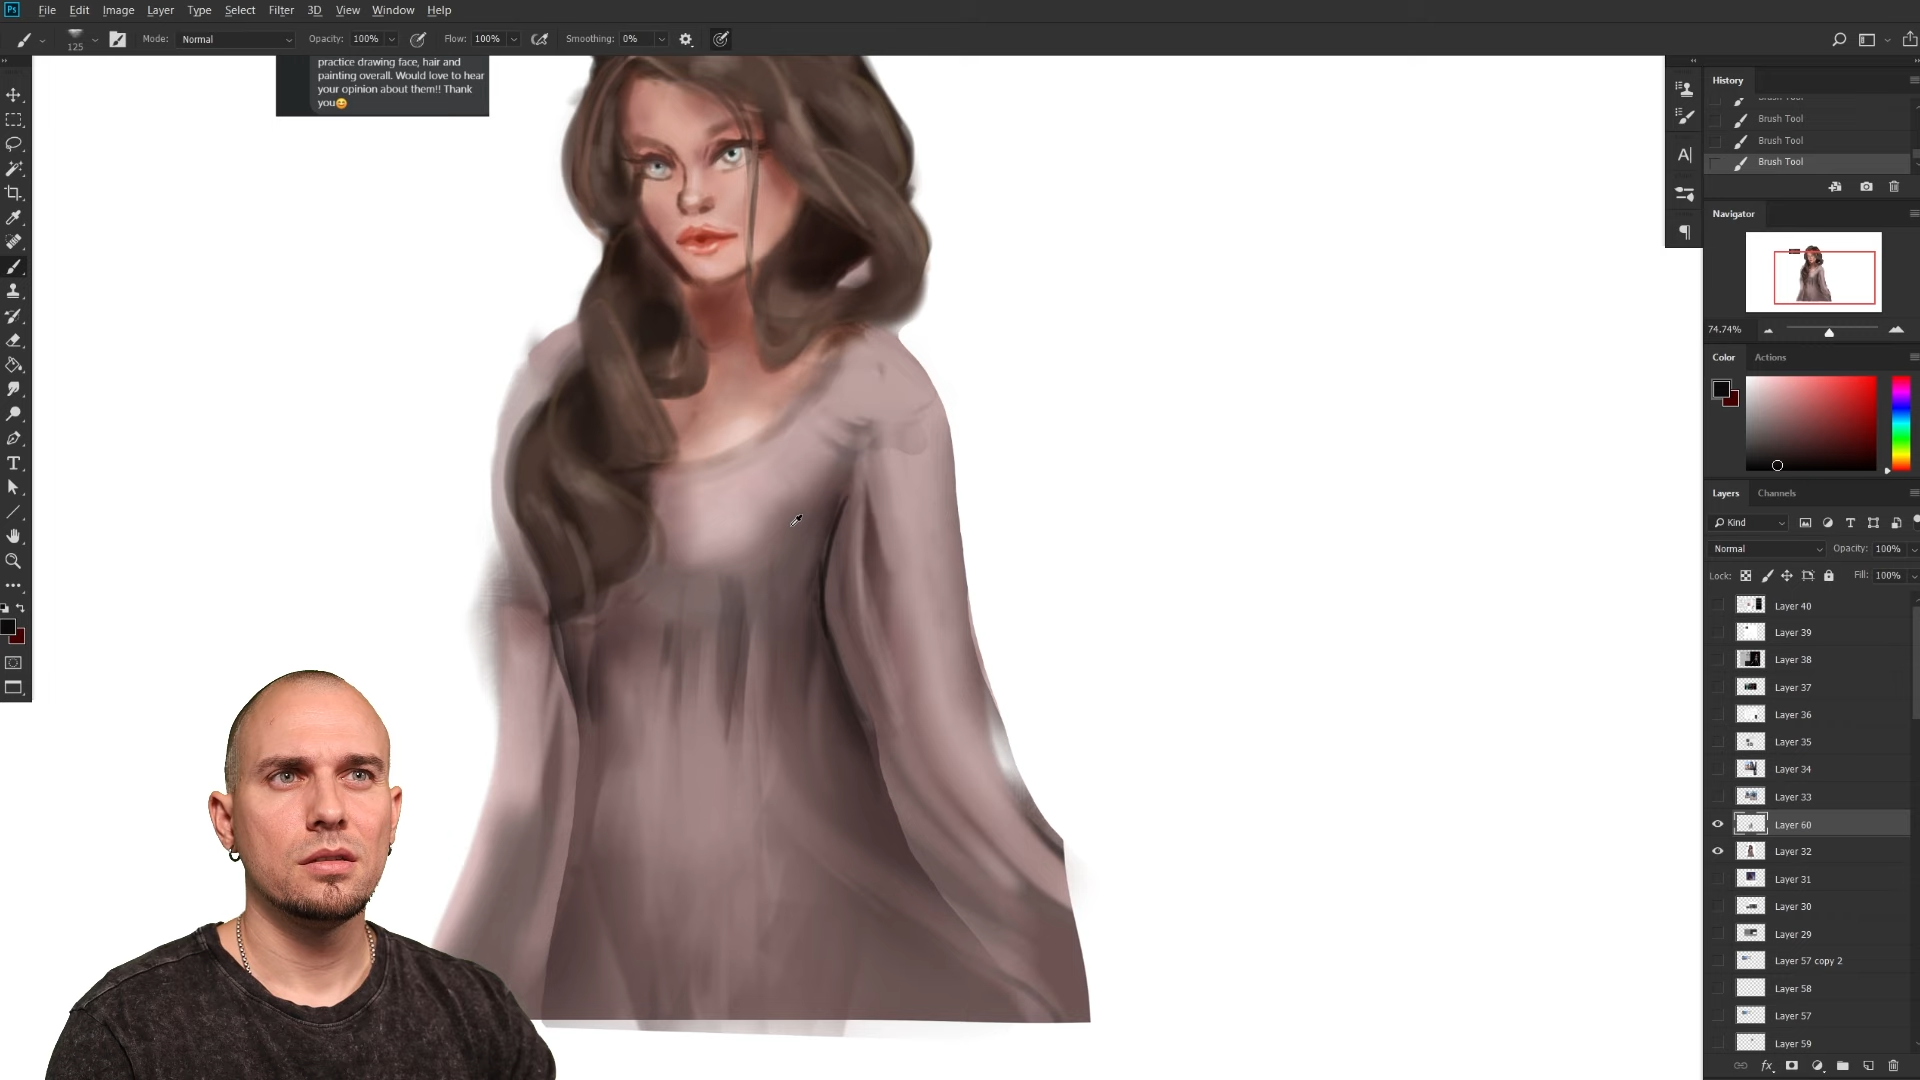 Ps File Edit Image Layer Type Select Filter 3D View Window Help
125 Mode: Normal Opacity: 100% Flow: 100% Smoothing: 0%
practice drawing face, hair and
painting overall. Would love to hear
your opinion about them!! Thank
you😊
History
Brush Tool
Brush Tool
Brush Tool
Navigator
74.74%
Color Actions
Layers Channels
Kind
Normal Opacity: 100%
Lock: Fill: 100%
Layer 40
Layer 39
Layer 38
Layer 37
Layer 36
Layer 35
Layer 34
Layer 33
Layer 60
Layer 32
Layer 31
Layer 30
Layer 29
Layer 57 copy 2
Layer 58
Layer 57
Layer 59
fx